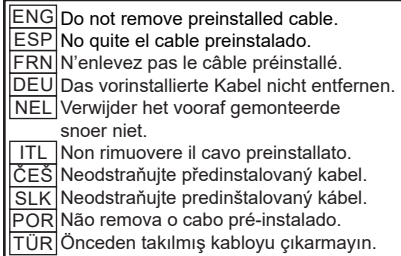 ENG Do not remove preinstalled cable.
ESP No quite el cable preinstalado.
FRN N'enlevez pas le câble préinstallé.
DEU Das vorinstallierte Kabel nicht entfernen.
NEL Verwijder het vooraf gemonteerde
snoer niet.
ITL Non rimuovere il cavo preinstallato.
ČEŠ Neodstraňujte předinstalovaný kabel.
SLK Neodstraňujte predinštalovaný kábel.
POR Não remova o cabo pré-instalado.
TÜR Önceden takılmış kabloyu çıkarmayın.